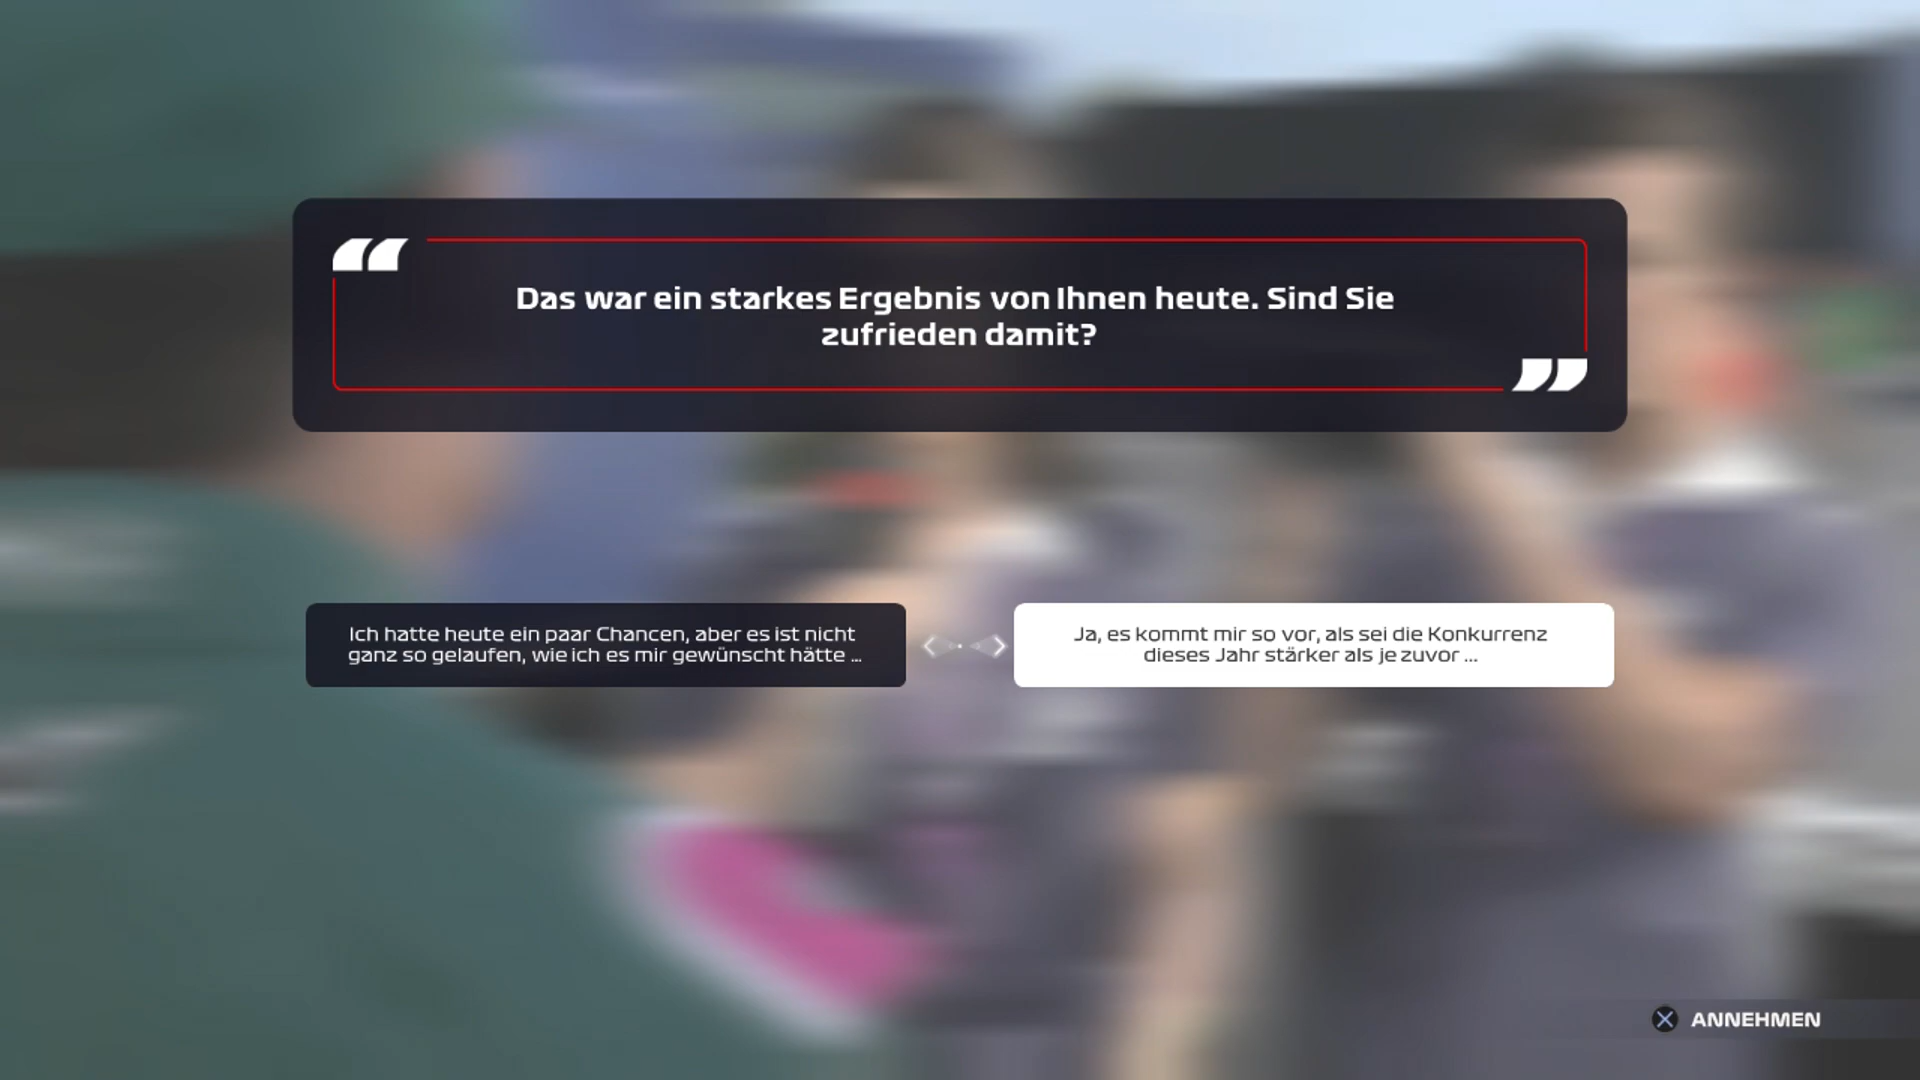 Das war ein starkes Ergebnis von Ihnen heute. Sind Sie
zufrieden damit?
Ich hatte heute ein paar Chancen, aber es ist nicht
ganz so gelaufen, wie ich es mir gewünscht hätte ...
Ja, es kommt mir so vor, als sei die Konkurrenz
dieses Jahr stärker als je zuvor ...
ANNEHMEN